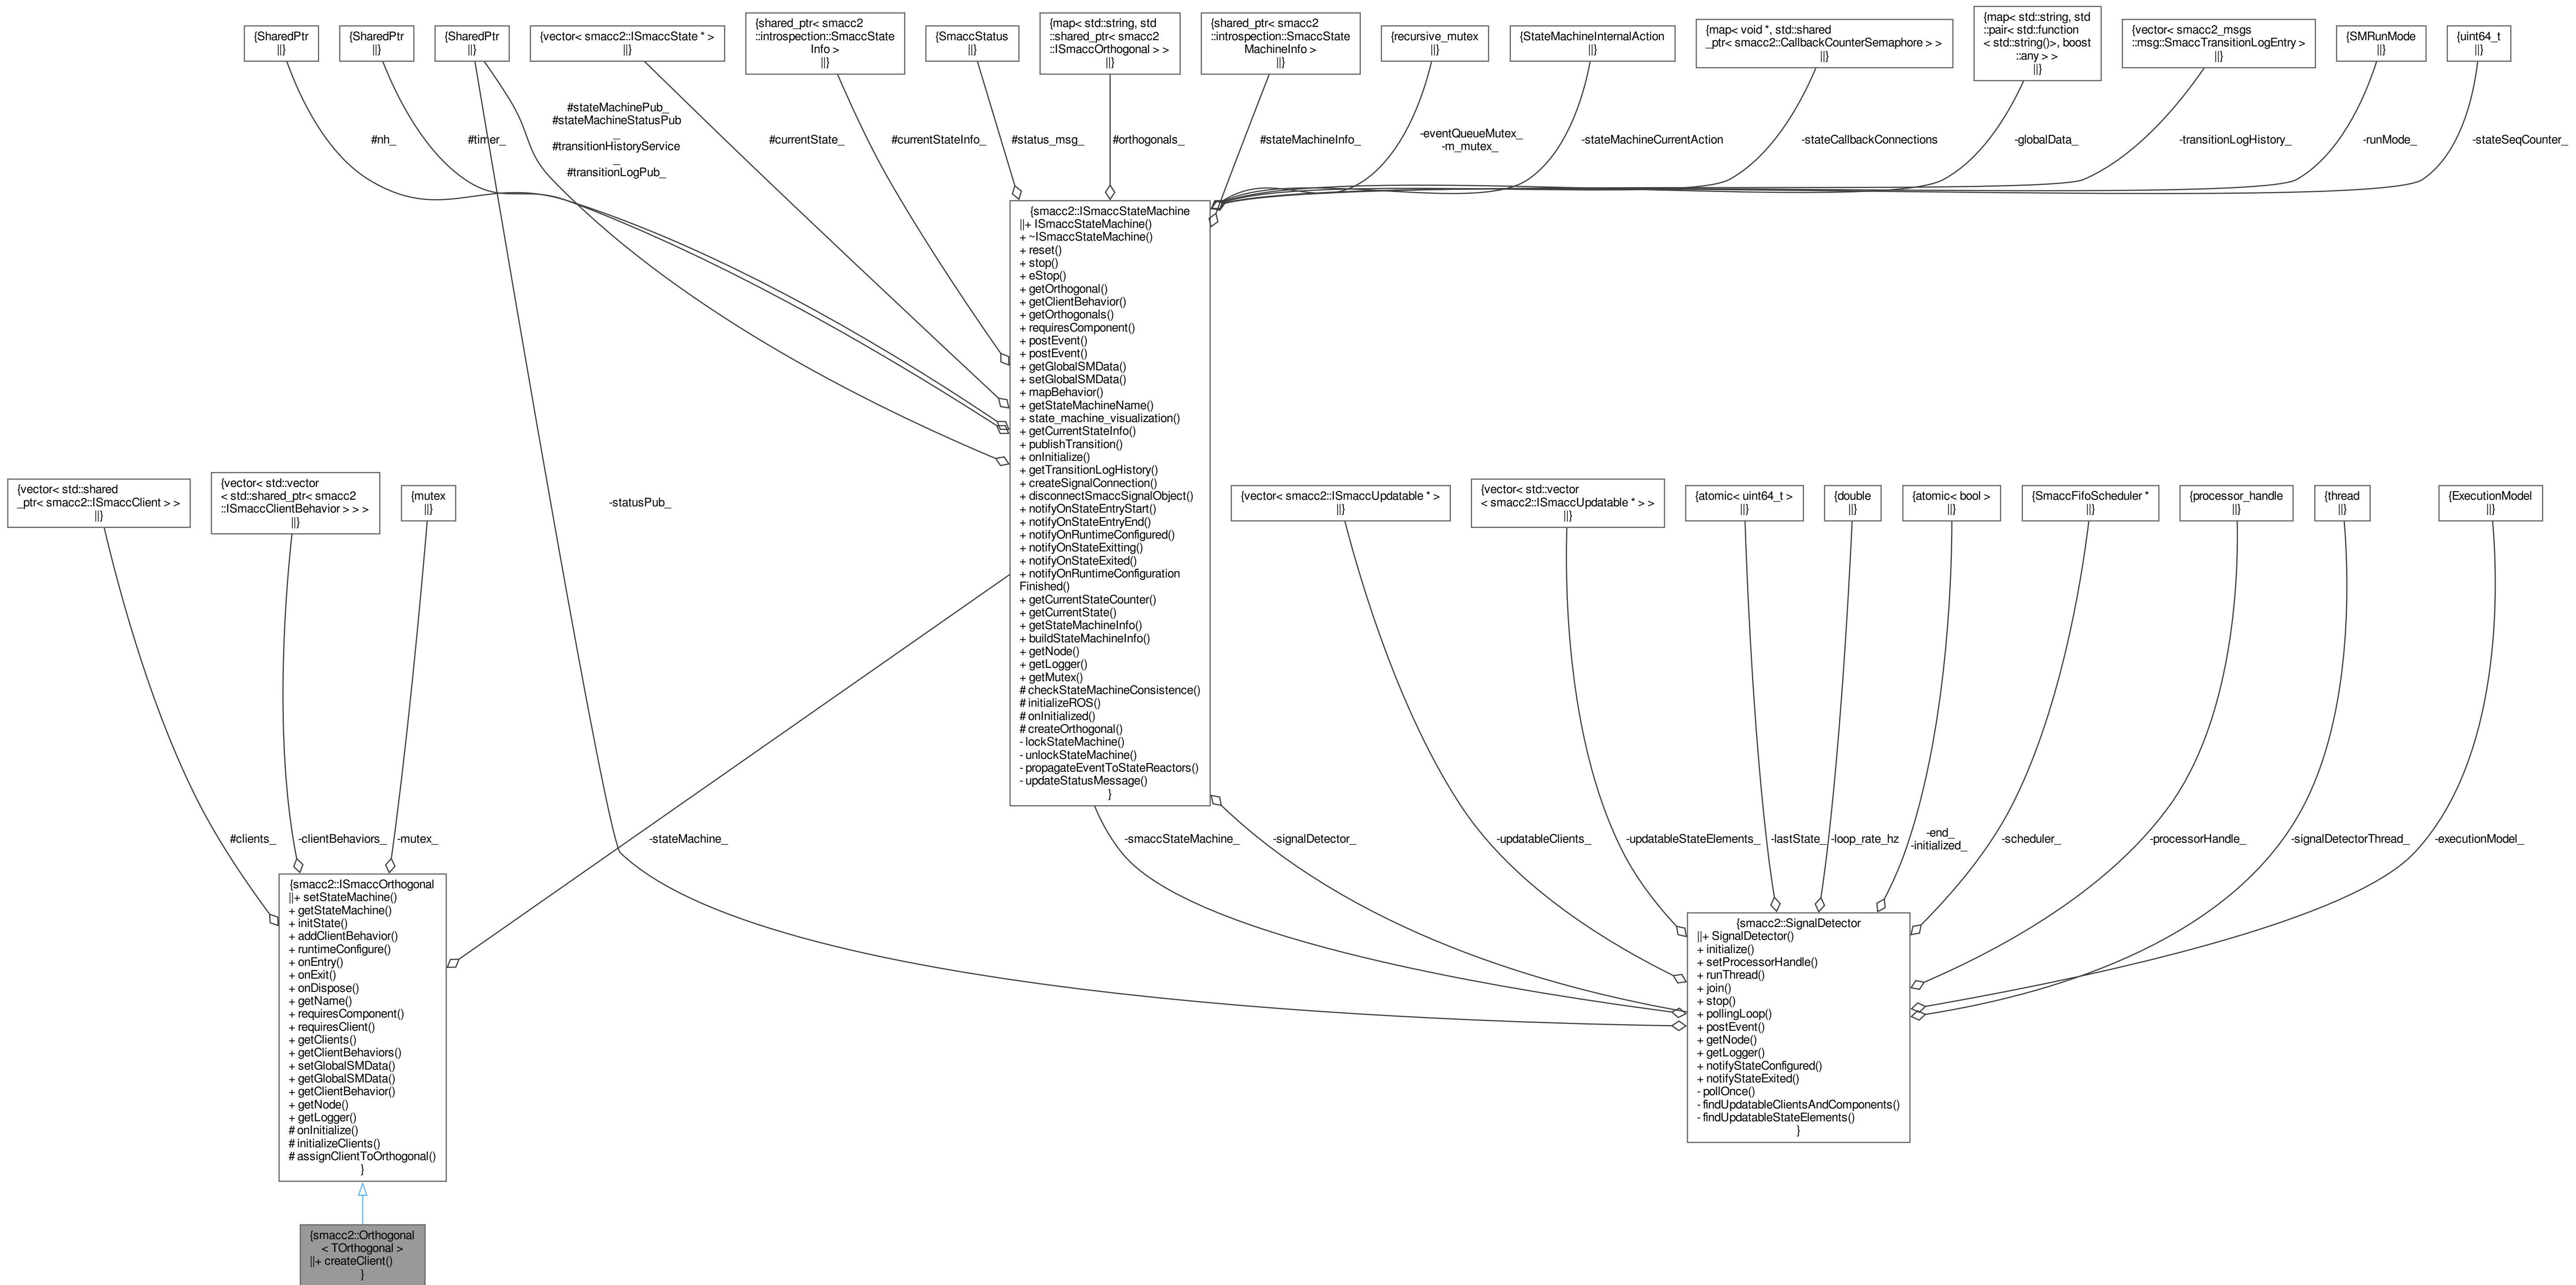 {SharedPtr
||}
{SharedPtr
||}
{SharedPtr
||}
{vector< smacc2::ISmaccState * >
||}
{shared_ptr< smacc2
::introspection::SmaccState
Info >
||}
{SmaccStatus
||}
{map< std::string, std
::shared_ptr< smacc2
::ISmaccOrthogonal > >
||}
{shared_ptr< smacc2
::introspection::SmaccState
MachineInfo >
||}
{recursive_mutex
||}
{StateMachineInternalAction
||}
{map< void *, std::shared
_ptr< smacc2::CallbackCounterSemaphore > >
||}
{map< std::string, std
::pair< std::function
< std::string()>, boost
::any > >
||}
{vector< smacc2_msgs
::msg::SmaccTransitionLogEntry >
||}
{SMRunMode
||}
{uint64_t
||}
#nh_
#timer_
#stateMachinePub_
#stateMachineStatusPub
_
#transitionHistoryService
_
#transitionLogPub_
#currentState_
#currentStateInfo_
#status_msg_
#orthogonals_
#stateMachineInfo_
-eventQueueMutex_
-m_mutex_
-stateMachineCurrentAction
-stateCallbackConnections
-globalData_
-transitionLogHistory_
-runMode_
-stateSeqCounter_
{smacc2::ISmaccStateMachine
||+ ISmaccStateMachine()
+ ~ISmaccStateMachine()
+ reset()
+ stop()
+ eStop()
+ getOrthogonal()
+ getClientBehavior()
+ getOrthogonals()
+ requiresComponent()
+ postEvent()
+ postEvent()
+ getGlobalSMData()
+ setGlobalSMData()
+ mapBehavior()
+ getStateMachineName()
+ state_machine_visualization()
+ getCurrentStateInfo()
+ publishTransition()
+ onInitialize()
+ getTransitionLogHistory()
+ createSignalConnection()
+ disconnectSmaccSignalObject()
+ notifyOnStateEntryStart()
+ notifyOnStateEntryEnd()
+ notifyOnRuntimeConfigured()
+ notifyOnStateExitting()
+ notifyOnStateExited()
+ notifyOnRuntimeConfiguration
Finished()
+ getCurrentStateCounter()
+ getCurrentState()
+ getStateMachineInfo()
+ buildStateMachineInfo()
+ getNode()
+ getLogger()
+ getMutex()
# checkStateMachineConsistence()
# initializeROS()
# onInitialized()
# createOrthogonal()
- lockStateMachine()
- unlockStateMachine()
- propagateEventToStateReactors()
- updateStatusMessage()
}
{vector< std::shared
_ptr< smacc2::ISmaccClient > >
||}
{vector< std::vector
< std::shared_ptr< smacc2
::ISmaccClientBehavior > > >
||}
{mutex
||}
-statusPub_
{vector< smacc2::ISmaccUpdatable * >
||}
{vector< std::vector
< smacc2::ISmaccUpdatable * > >
||}
{atomic< uint64_t >
||}
{double
||}
{atomic< bool >
||}
{SmaccFifoScheduler *
||}
{processor_handle
||}
{thread
||}
{ExecutionModel
||}
#clients_
-clientBehaviors_
-mutex_
-stateMachine_
-smaccStateMachine_
-signalDetector_
-updatableClients_
-updatableStateElements_
-lastState_
-loop_rate_hz
-end_
-initialized_
-scheduler_
-processorHandle_
-signalDetectorThread_
-executionModel_
{smacc2::ISmaccOrthogonal
||+ setStateMachine()
+ getStateMachine()
+ initState()
+ addClientBehavior()
+ runtimeConfigure()
+ onEntry()
+ onExit()
+ onDispose()
+ getName()
+ requiresComponent()
+ requiresClient()
+ getClients()
+ getClientBehaviors()
+ setGlobalSMData()
+ getGlobalSMData()
+ getClientBehavior()
+ getNode()
+ getLogger()
# onInitialize()
# initializeClients()
# assignClientToOrthogonal()
}
{smacc2::SignalDetector
||+ SignalDetector()
+ initialize()
+ setProcessorHandle()
+ runThread()
+ join()
+ stop()
+ pollingLoop()
+ postEvent()
+ getNode()
+ getLogger()
+ notifyStateConfigured()
+ notifyStateExited()
- pollOnce()
- findUpdatableClientsAndComponents()
- findUpdatableStateElements()
}
{smacc2::Orthogonal
< TOrthogonal >
||+ createClient()
}